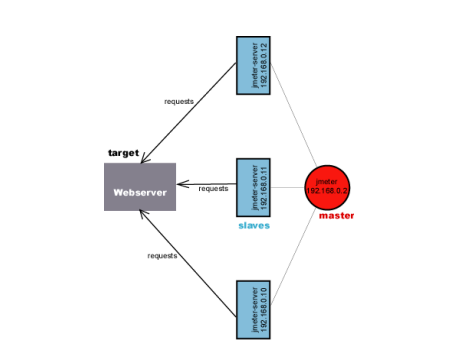 jmeter-server
192.168.0.12
requests
target
Webserver
requests
jmeter-server
192.168.0.11
slaves
jmeter
192.168.0.2
master
requests
jmeter-server
192.168.0.10